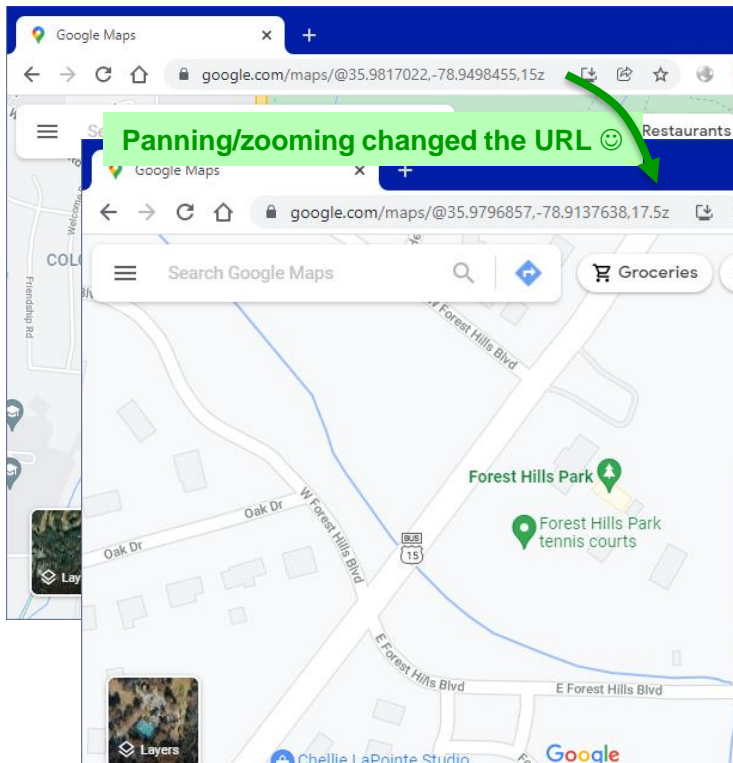 Google Maps
google.com/maps/@35.9817022,-78.9498455,15z
Restaurants
Panning/zooming changed the URL ☺
Google Maps
google.com/maps/@35.9796857,-78.9137638,17.5z
Search Google Maps
Groceries
Friendship Rd
W Forest Hills Blvd
Forest Hills Park
Forest Hills Park
tennis courts
Oak Dr
W Forest Hills Blvd
Oak Dr
BUS
15
Lay
E Forest Hills Blvd
E Forest Hills Blvd
Layers
Chellie LaPointe Studio
Google